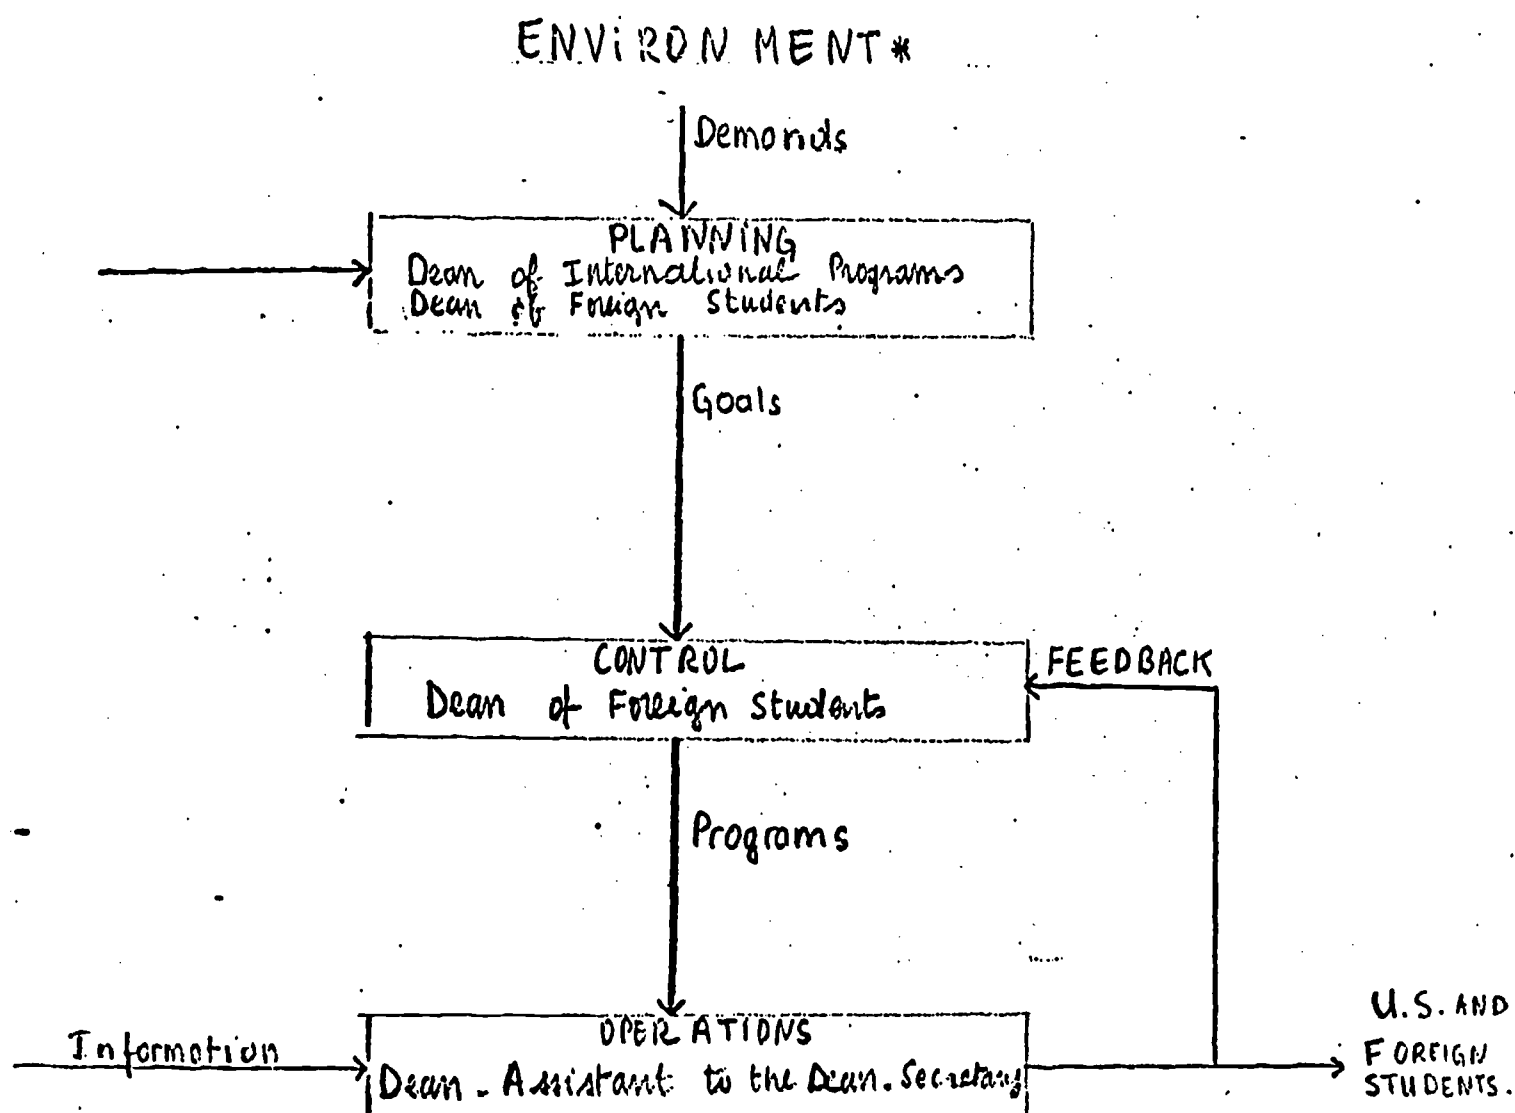 ENVIRONMENT*
Demands
PLANNING
Dean of International Programs
Dean of Foreign Students
Goals
CONTROL
Dean of Foreign Students
FEEDBACK
Programs
OPERATIONS
Dean - Assistant to the Dean. Secretary
Information
U.S. AND
FOREIGN
STUDENTS.